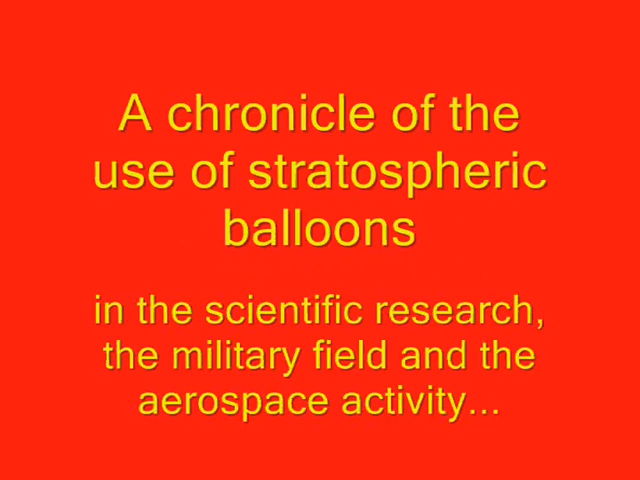 A chronicle of the
use of stratospheric
balloons
in the scientific research,
the military field and the
aerospace activity...